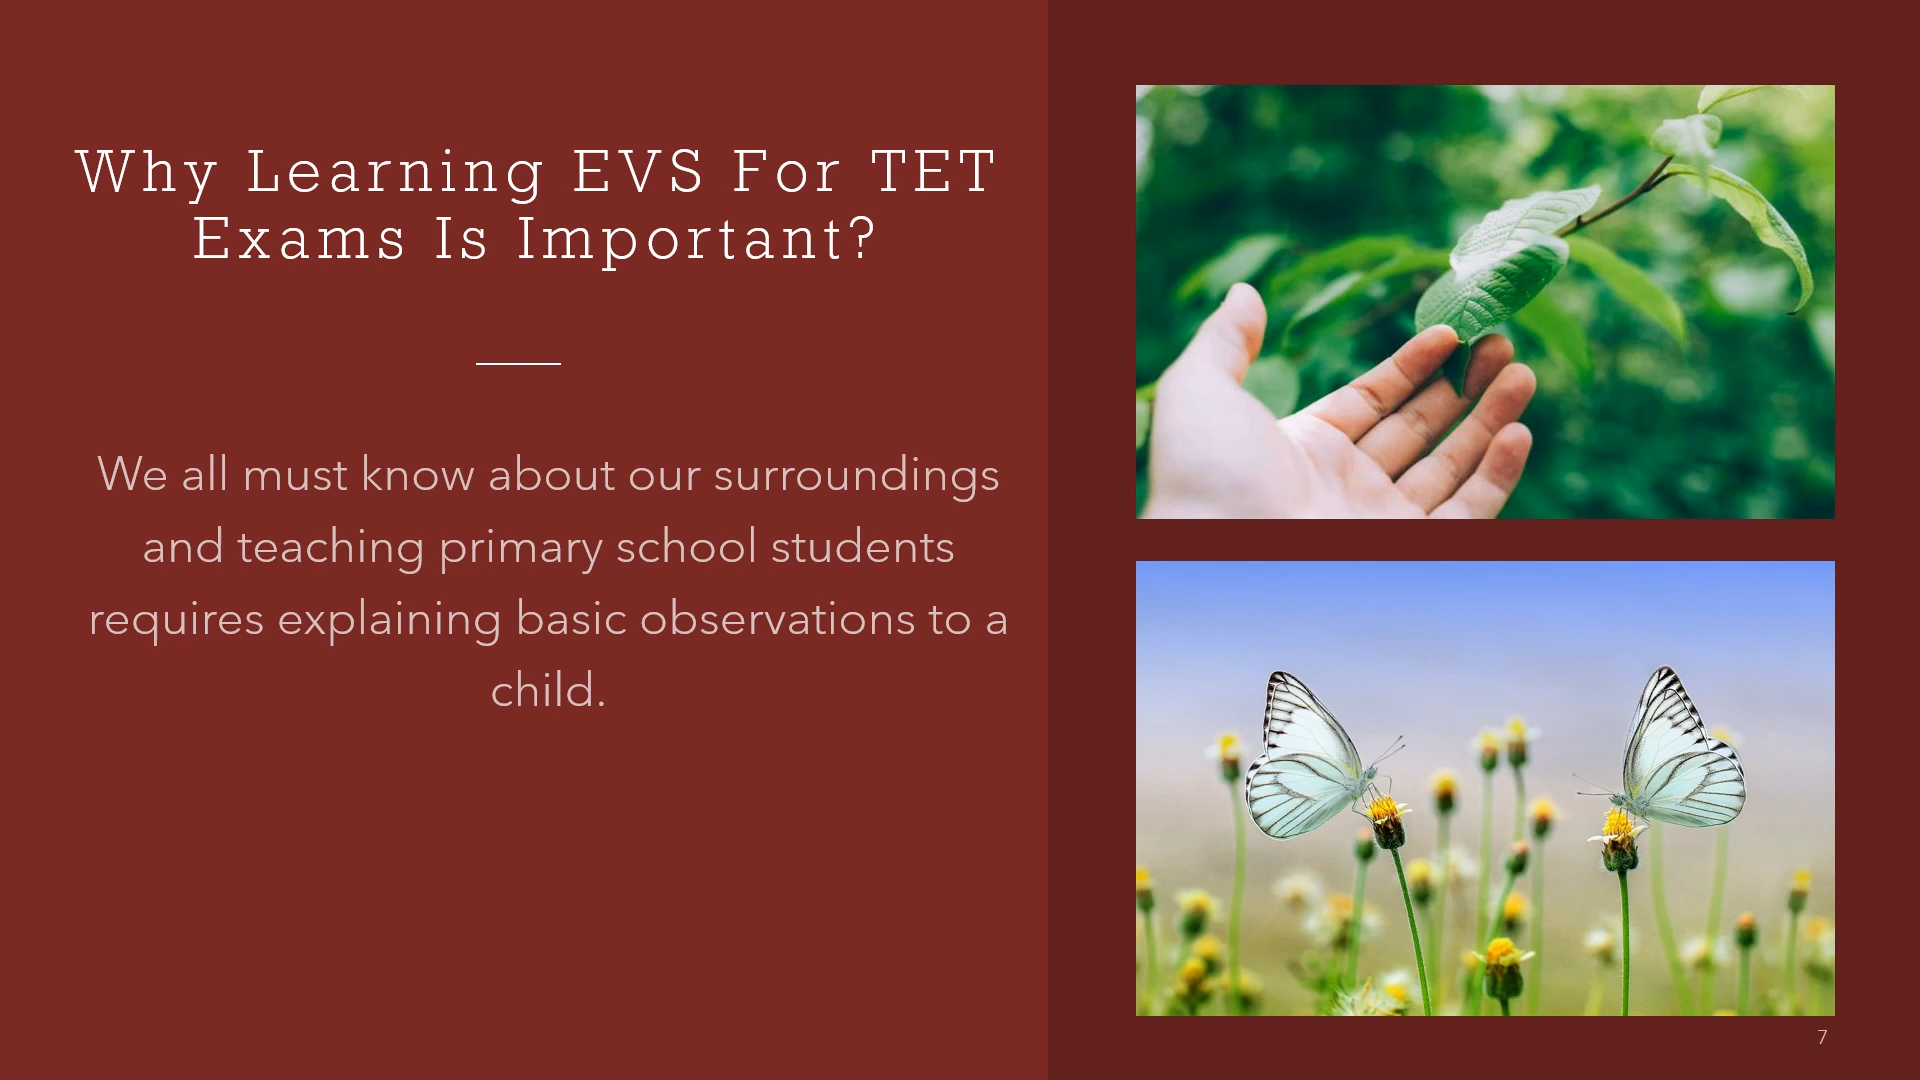 Why Learning EVS For TET
Exams Is Important?
We all must know about our surroundings
and teaching primary school students
requires explaining basic observations to a
child.
7